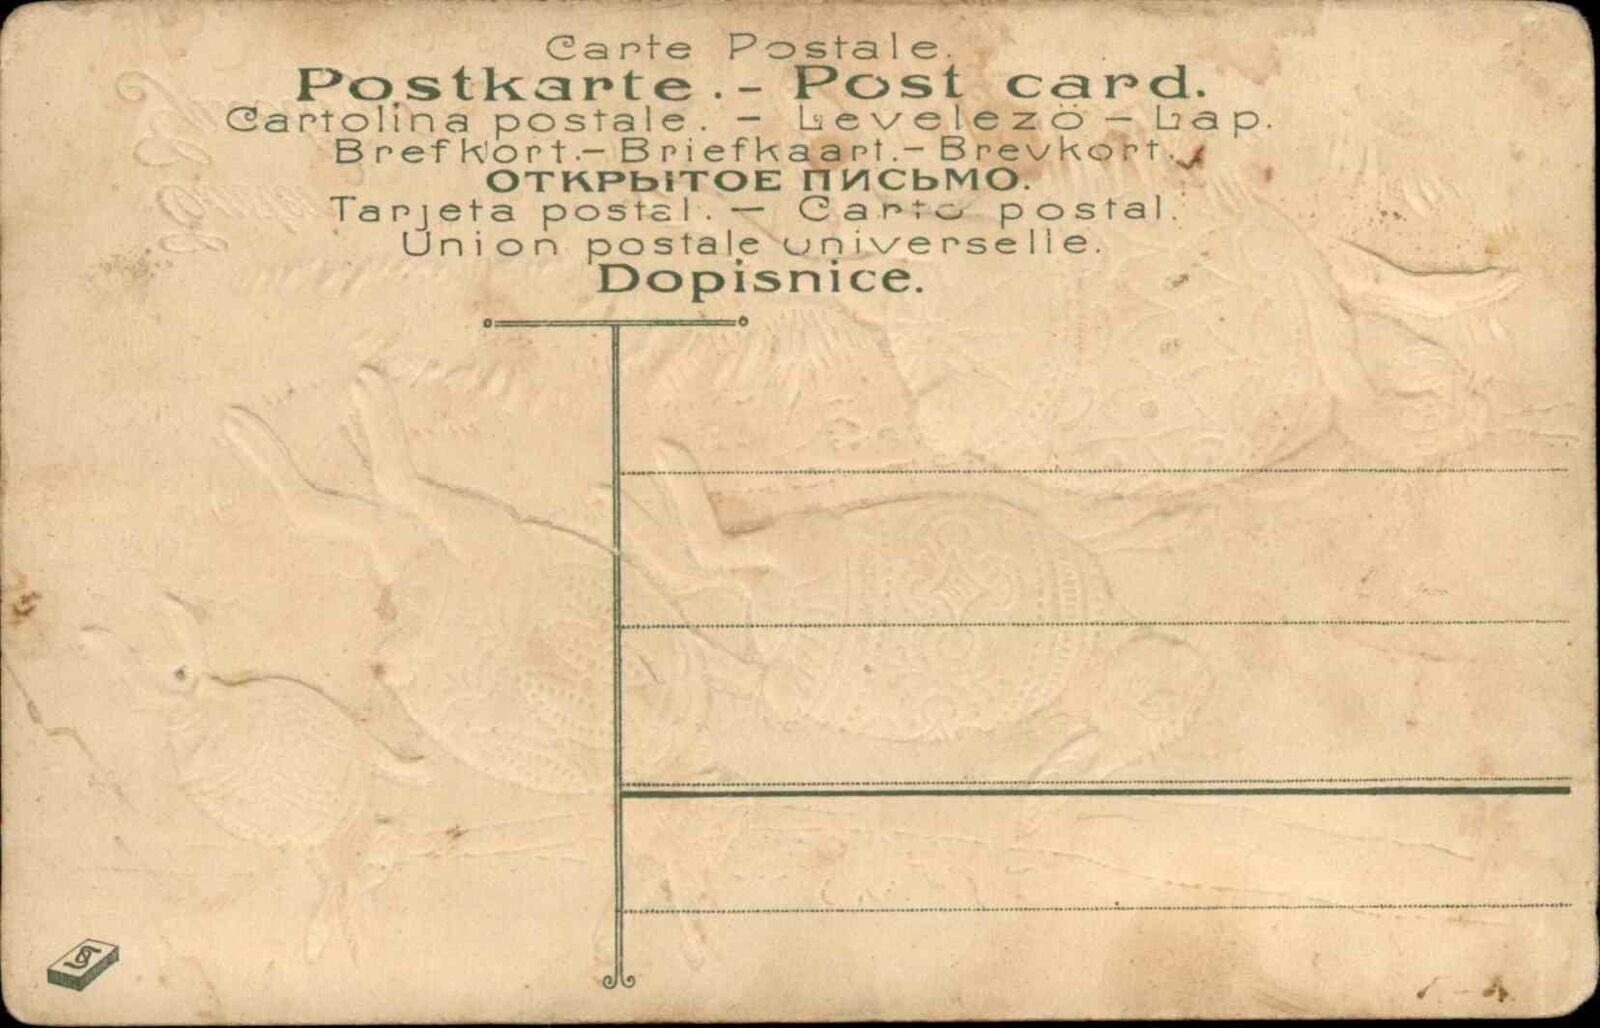 Carte Postale.
Postkarte. - Post card.
Cartolina postale. - Levelezö - Lap.
Brefkort. - Briefkaart. - Brevkort.
ОТКРЫТОЕ ПИСЬМО.
Tarjeta postal. - Carta postal.
Union postale universelle.
Dopisnice.